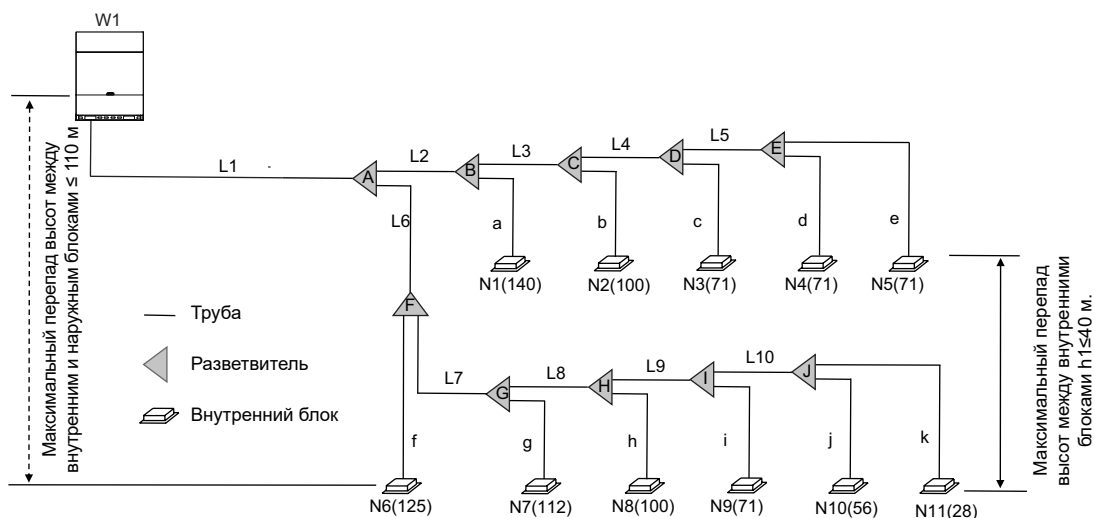 W1
L1
L2
L3
L4
L5
A
B
C
D
E
L6
a
b
c
d
e
N1(140)
N2(100)
N3(71)
N4(71)
N5(71)
Максимальный перепад высот между
внутренним и наружным блоками ≤ 110 м
Труба
Разветвитель
Внутренний блок
F
L7
L8
L9
L10
G
H
I
J
f
g
h
i
j
k
N6(125)
N7(112)
N8(100)
N9(71)
N10(56)
N11(28)
Максимальный перепад
высот между внутренними
блоками h1≤40 м.